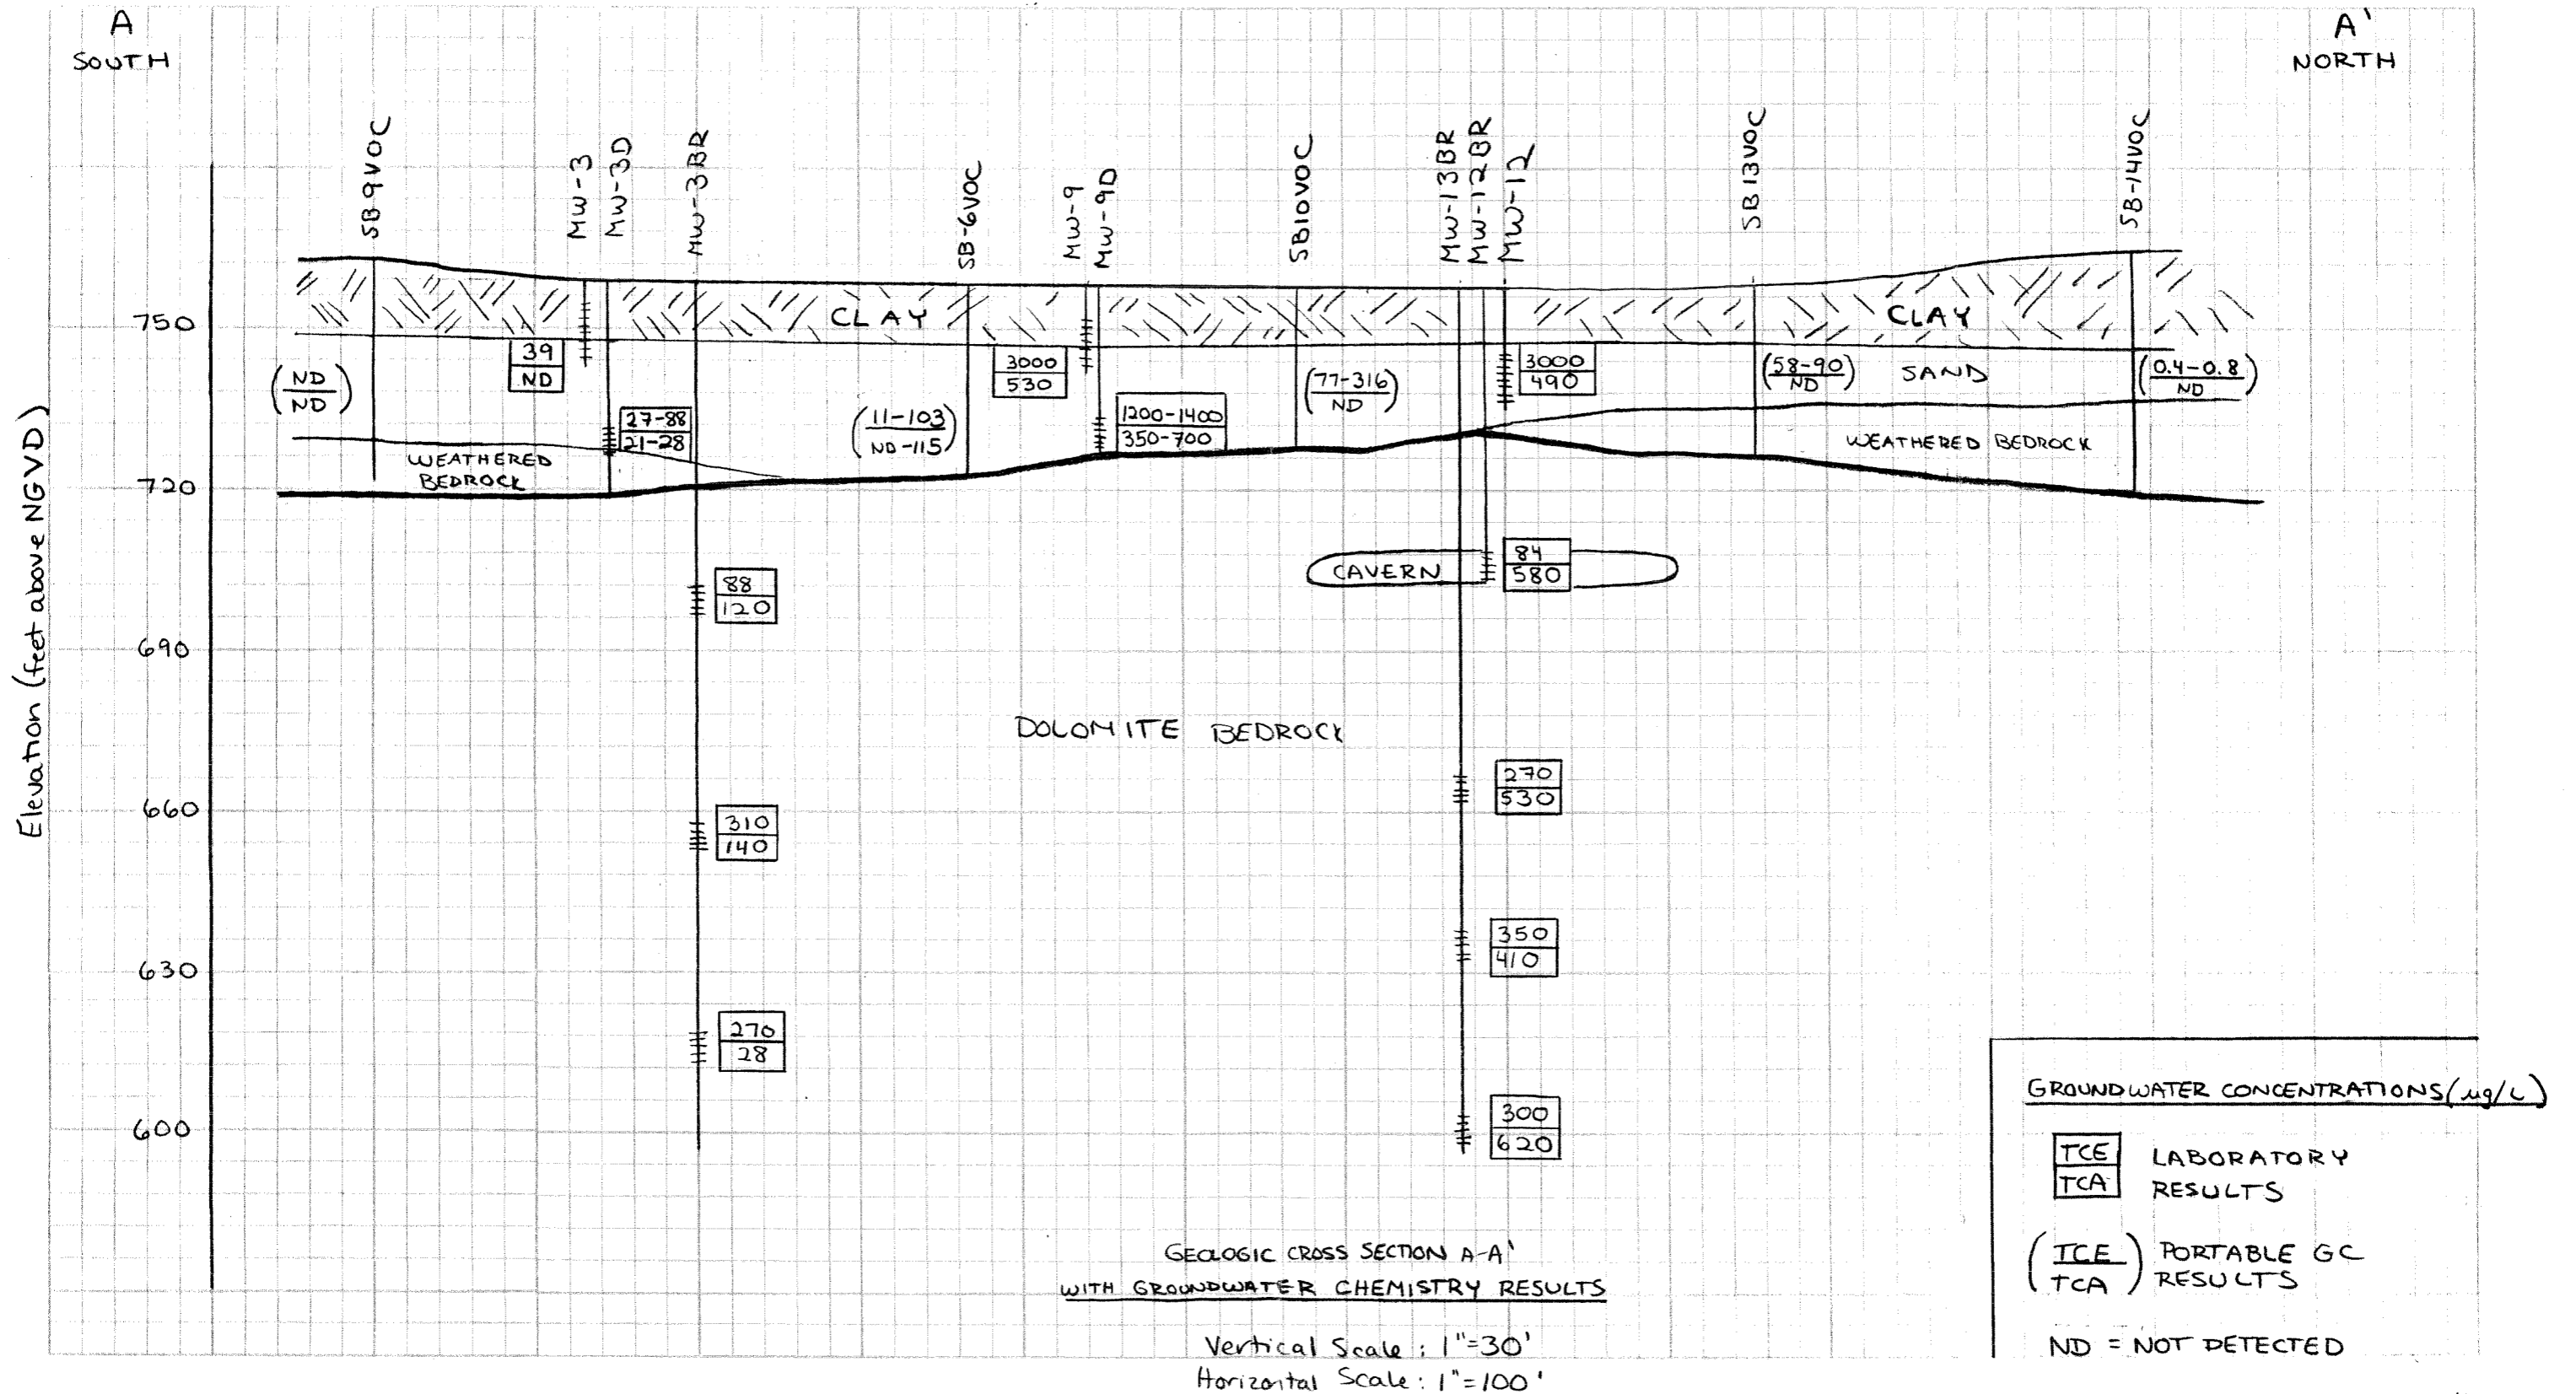 A
SOUTH
A'
NORTH
SB-9VOC
MW-3
MW-3D
MW-3BR
SB-6VOC
MW-9
MW-9D
SB10VOC
MW-13BR
MW-12BR
MW-12
SB13VOC
SB-14VOC
Elevation (feet above NGVD)
750
720
690
660
630
600
CLAY
CLAY
(ND
ND)
39
ND
27-88
21-28
(11-103
ND-115)
3000
530
1200-1400
350-700
(77-316
ND)
3000
490
(58-90
ND)
SAND
(0.4-0.8
ND)
WEATHERED
BEDROCK
WEATHERED BEDROCK
88
120
CAVERN
84
580
DOLOMITE BEDROCK
270
530
310
140
350
410
270
28
300
620
GEOLOGIC CROSS SECTION A-A'
WITH GROUNDWATER CHEMISTRY RESULTS
Vertical Scale: 1"=30'
Horizontal Scale: 1"=100'
GROUNDWATER CONCENTRATIONS (µg/L)
TCE
TCA
LABORATORY
RESULTS
(TCE
TCA)
PORTABLE GC
RESULTS
ND = NOT DETECTED